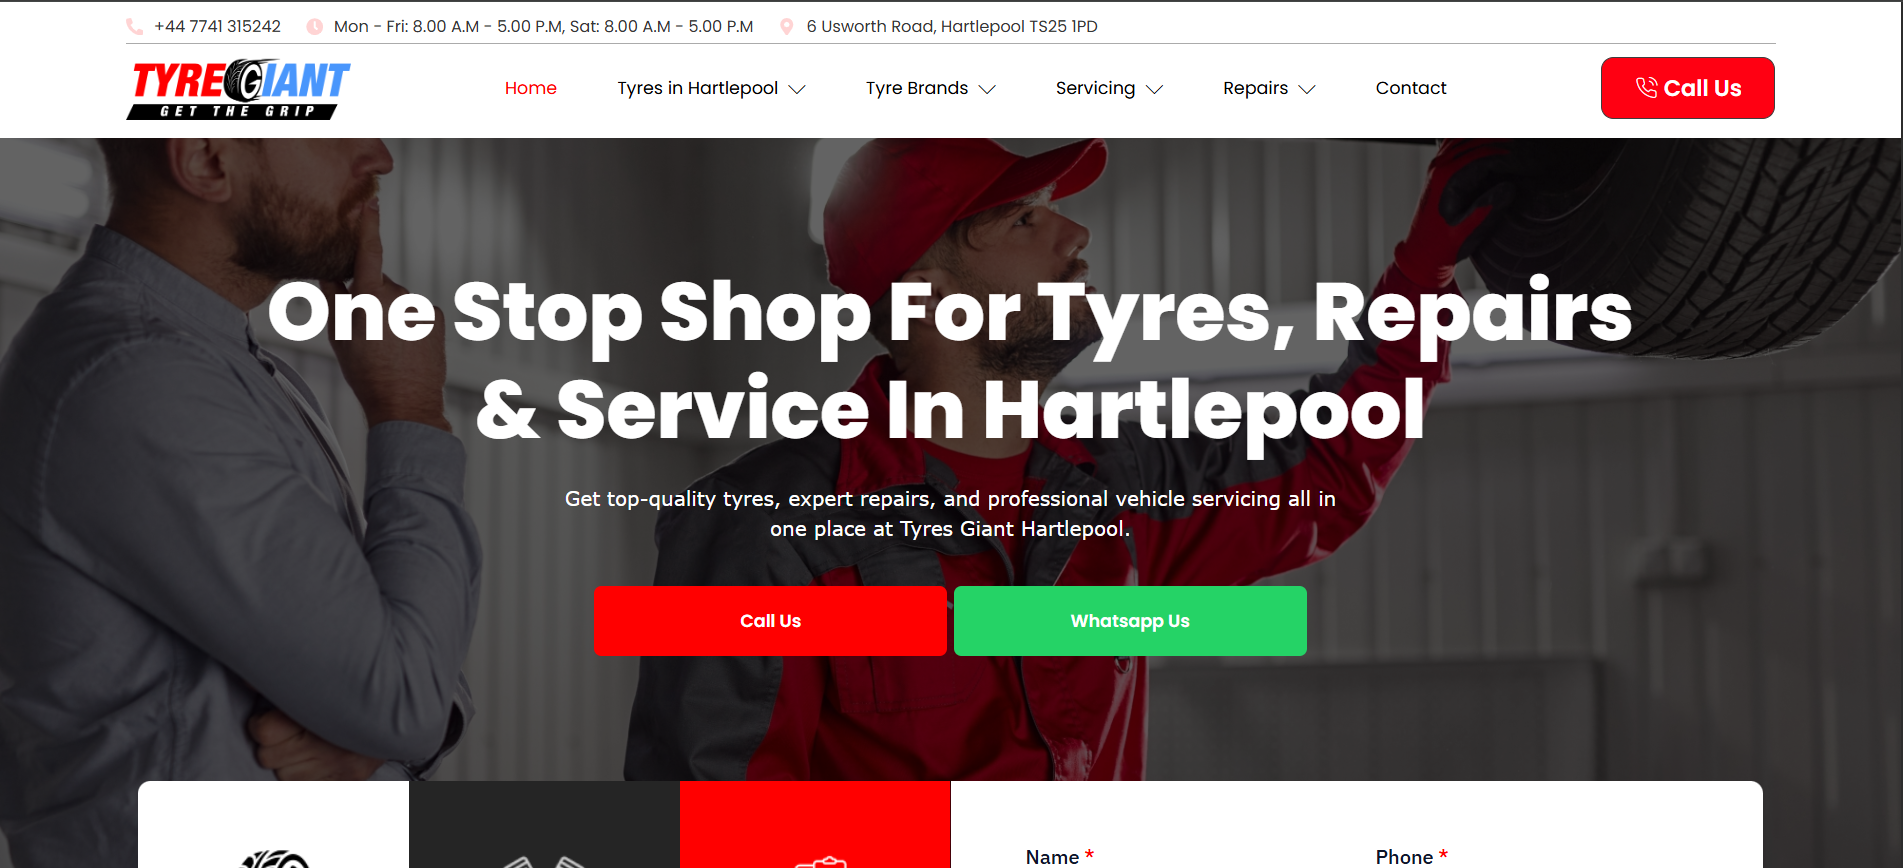 +44 7741 315242 Mon - Fri: 8.00 A.M - 5.00 P.M, Sat: 8.00 A.M - 5.00 P.M 6 Usworth Road, Hartlepool TS25 1PD
TYRE GIANT
GET THE GRIP
Home Tyres in Hartlepool Tyre Brands Servicing Repairs Contact Call Us
One Stop Shop For Tyres, Repairs
& Service In Hartlepool
Get top-quality tyres, expert repairs, and professional vehicle servicing all in
one place at Tyres Giant Hartlepool.
Call Us Whatsapp Us
Name * Phone *